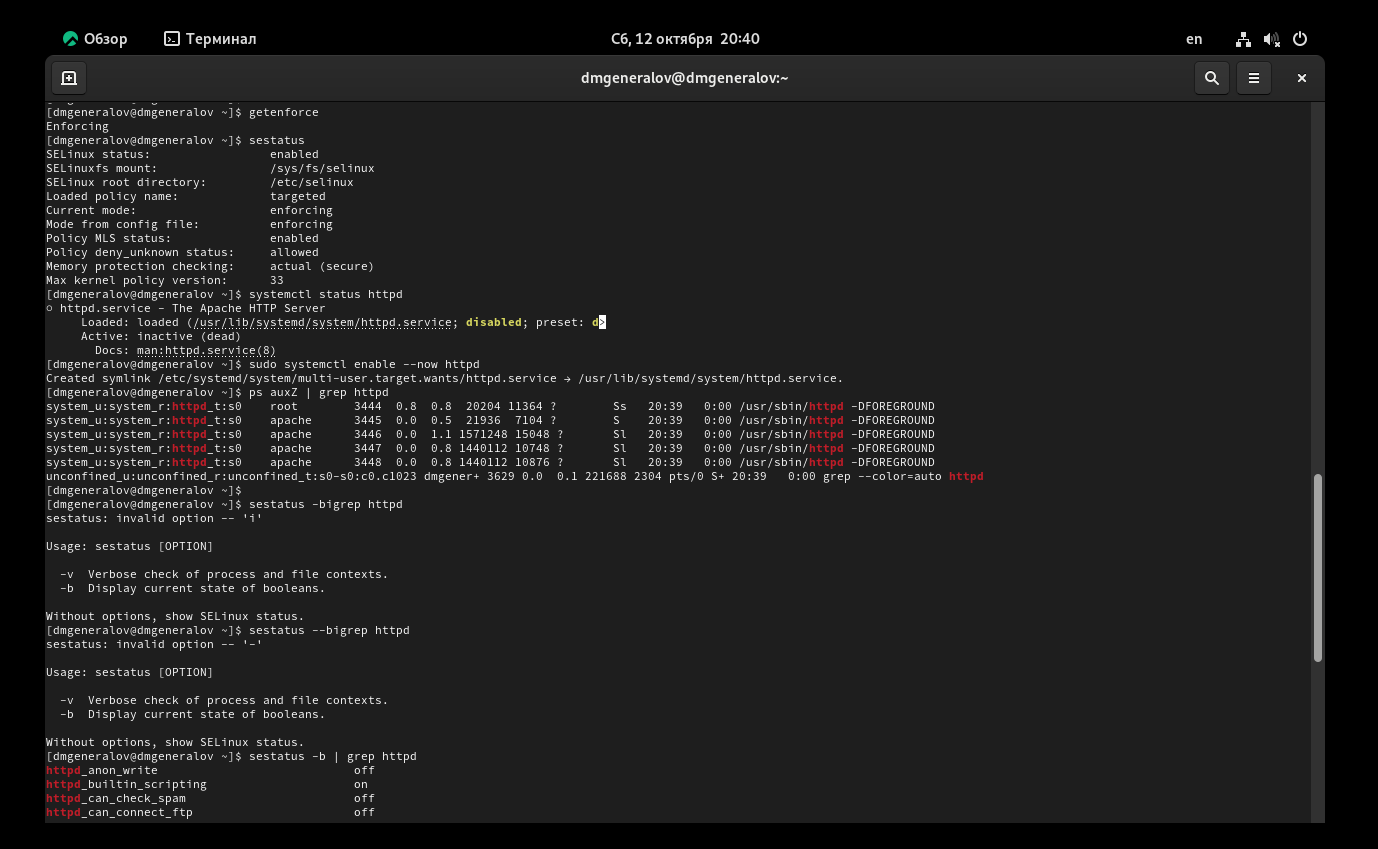 Обзор Терминал Сб, 12 октября 20:40 en
dmgeneralov@dmgeneralov:~
[dmgeneralov@dmgeneralov ~]$ getenforce
Enforcing
[dmgeneralov@dmgeneralov ~]$ sestatus
SELinux status:                 enabled
SELinuxfs mount:                /sys/fs/selinux
SELinux root directory:         /etc/selinux
Loaded policy name:             targeted
Current mode:                   enforcing
Mode from config file:          enforcing
Policy MLS status:              enabled
Policy deny_unknown status:     allowed
Memory protection checking:     actual (secure)
Max kernel policy version:      33
[dmgeneralov@dmgeneralov ~]$ systemctl status httpd
○ httpd.service - The Apache HTTP Server
     Loaded: loaded (/usr/lib/systemd/system/httpd.service; disabled; preset: d>
     Active: inactive (dead)
       Docs: man:httpd.service(8)
[dmgeneralov@dmgeneralov ~]$ sudo systemctl enable --now httpd
Created symlink /etc/systemd/system/multi-user.target.wants/httpd.service → /usr/lib/systemd/system/httpd.service.
[dmgeneralov@dmgeneralov ~]$ ps auxZ | grep httpd
system_u:system_r:httpd_t:s0    root        3444  0.8  0.8  20204 11364 ?        Ss   20:39   0:00 /usr/sbin/httpd -DFOREGROUND
system_u:system_r:httpd_t:s0    apache      3445  0.0  0.5  21936  7104 ?        S    20:39   0:00 /usr/sbin/httpd -DFOREGROUND
system_u:system_r:httpd_t:s0    apache      3446  0.0  1.1 1571248 15048 ?       Sl   20:39   0:00 /usr/sbin/httpd -DFOREGROUND
system_u:system_r:httpd_t:s0    apache      3447  0.0  0.8 1440112 10748 ?       Sl   20:39   0:00 /usr/sbin/httpd -DFOREGROUND
system_u:system_r:httpd_t:s0    apache      3448  0.0  0.8 1440112 10876 ?       Sl   20:39   0:00 /usr/sbin/httpd -DFOREGROUND
unconfined_u:unconfined_r:unconfined_t:s0-s0:c0.c1023 dmgener+ 3629 0.0  0.1 221688 2304 pts/0 S+ 20:39   0:00 grep --color=auto httpd
[dmgeneralov@dmgeneralov ~]$
[dmgeneralov@dmgeneralov ~]$ sestatus -bigrep httpd
sestatus: invalid option -- 'i'

Usage: sestatus [OPTION]

  -v  Verbose check of process and file contexts.
  -b  Display current state of booleans.

Without options, show SELinux status.
[dmgeneralov@dmgeneralov ~]$ sestatus --bigrep httpd
sestatus: invalid option -- '-'

Usage: sestatus [OPTION]

  -v  Verbose check of process and file contexts.
  -b  Display current state of booleans.

Without options, show SELinux status.
[dmgeneralov@dmgeneralov ~]$ sestatus -b | grep httpd
httpd_anon_write                            off
httpd_builtin_scripting                     on
httpd_can_check_spam                        off
httpd_can_connect_ftp                       off